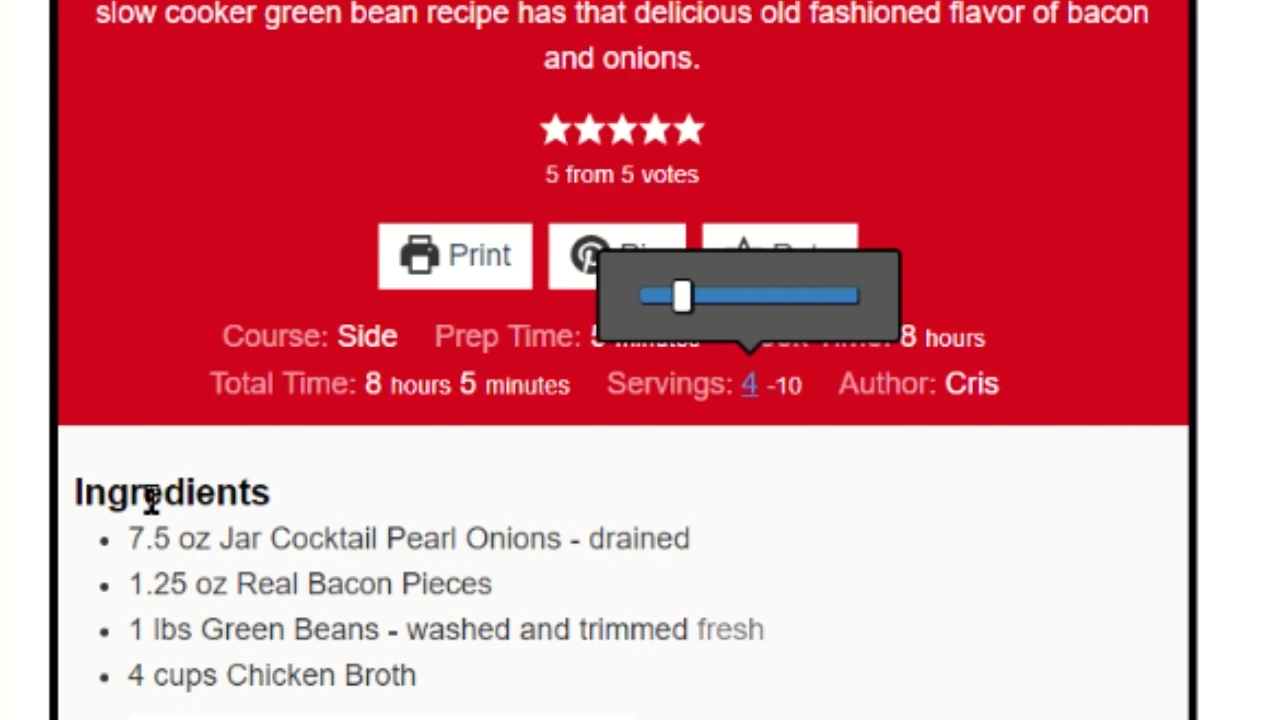 slow cooker green bean recipe has that delicious old fashioned flavor of bacon
and onions.
5 from 5 votes
Print
Course: Side Prep Time: 8 hours
Total Time: 8 hours 5 minutes Servings: 4 -10 Author: Cris
Ingredients
7.5 oz Jar Cocktail Pearl Onions - drained
1.25 oz Real Bacon Pieces
1 lbs Green Beans - washed and trimmed fresh
4 cups Chicken Broth